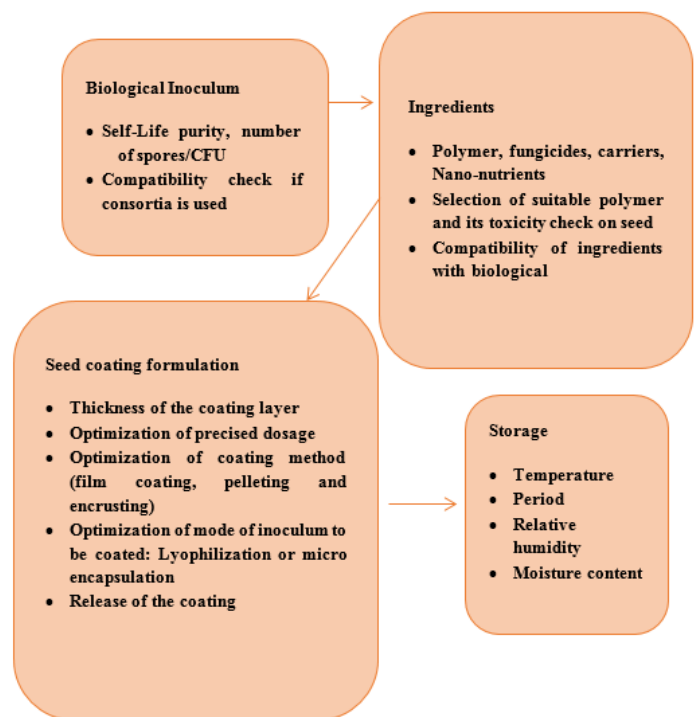 Biological Inoculum
• Self-Life purity, number
of spores/CFU
• Compatibility check if
consortia is used
Ingredients
• Polymer, fungicides, carriers,
Nano-nutrients
• Selection of suitable polymer
and its toxicity check on seed
• Compatibility of ingredients
with biological
Seed coating formulation
• Thickness of the coating layer
• Optimization of precised dosage
• Optimization of coating method
(film coating, pelleting and
encrusting)
• Optimization of mode of inoculum to
be coated: Lyophilization or micro
encapsulation
• Release of the coating
Storage
• Temperature
• Period
• Relative
humidity
• Moisture content